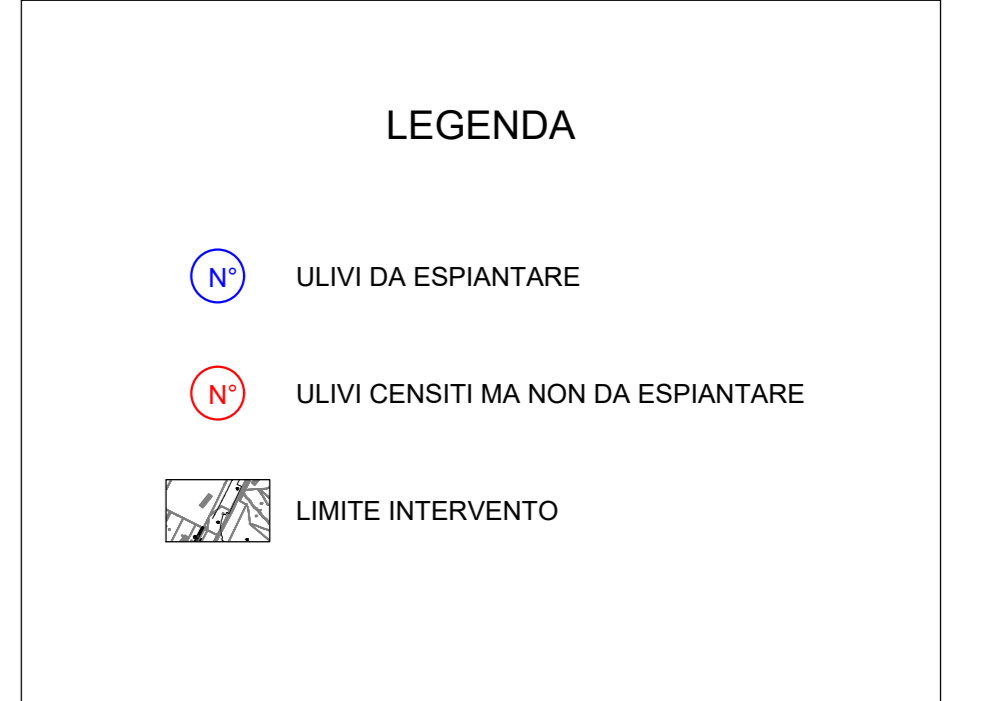 LEGENDA
N° ULIVI DA ESPIANTARE
N° ULIVI CENSITI MA NON DA ESPIANTARE
LIMITE INTERVENTO